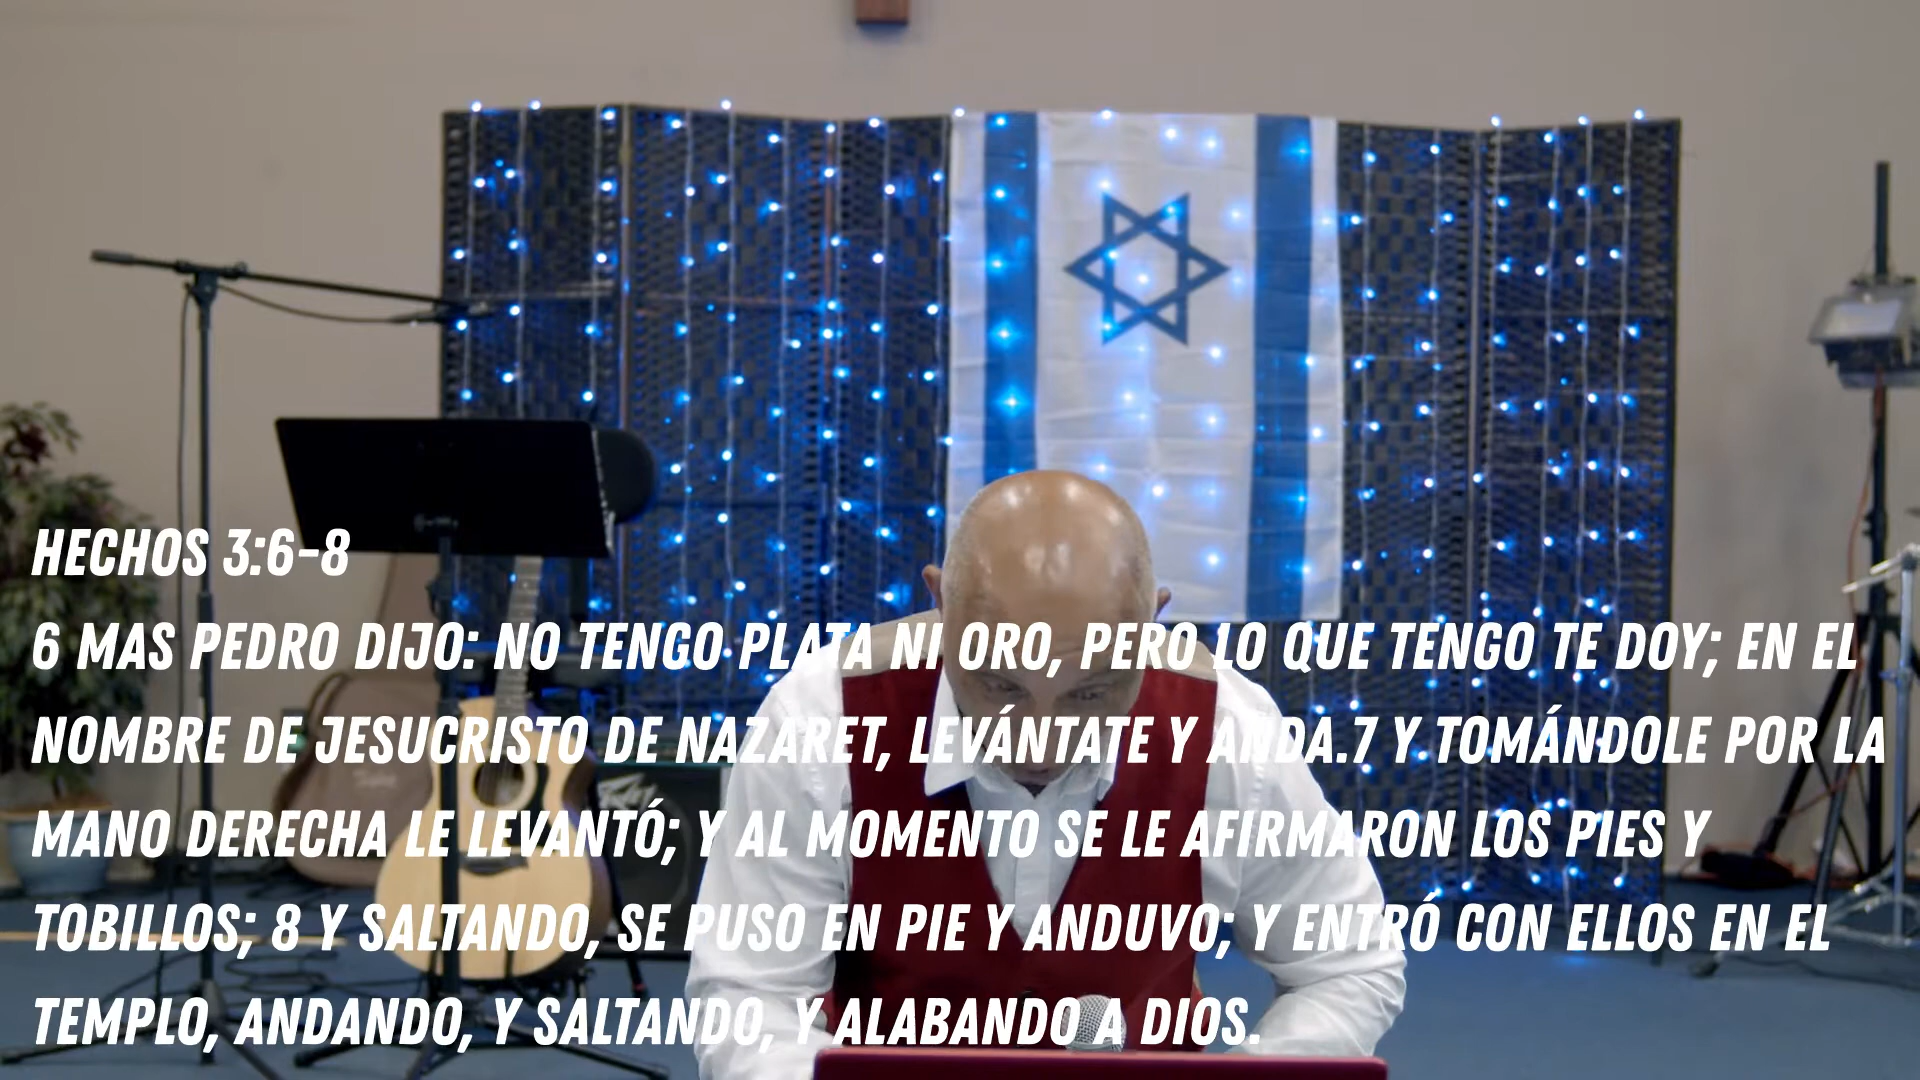 HECHOS 3:6-8
6 MAS PEDRO DIJO: NO TENGO PLATA NI ORO, PERO LO QUE TENGO TE DOY; EN EL
NOMBRE DE JESUCRISTO DE NAZARET, LEVÁNTATE Y ANDA.7 Y TOMÁNDOLE POR LA
MANO DERECHA LE LEVANTÓ; Y AL MOMENTO SE LE AFIRMARON LOS PIES Y
TOBILLOS; 8 Y SALTANDO, SE PUSO EN PIE Y ANDUVO; Y ENTRÓ CON ELLOS EN EL
TEMPLO, ANDANDO, Y SALTANDO, Y ALABANDO A DIOS.